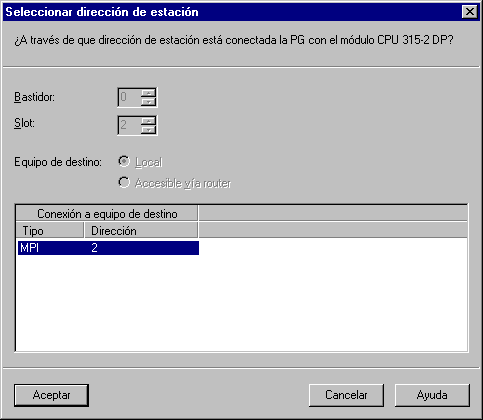 Seleccionar dirección de estación
¿A través de que dirección de estación está conectada la PG con el módulo CPU 315-2 DP?
Bastidor: 0
Slot: 2
Equipo de destino: Local
Accesible vía router
Conexión a equipo de destino
Tipo Dirección
MPI 2
Aceptar Cancelar Ayuda